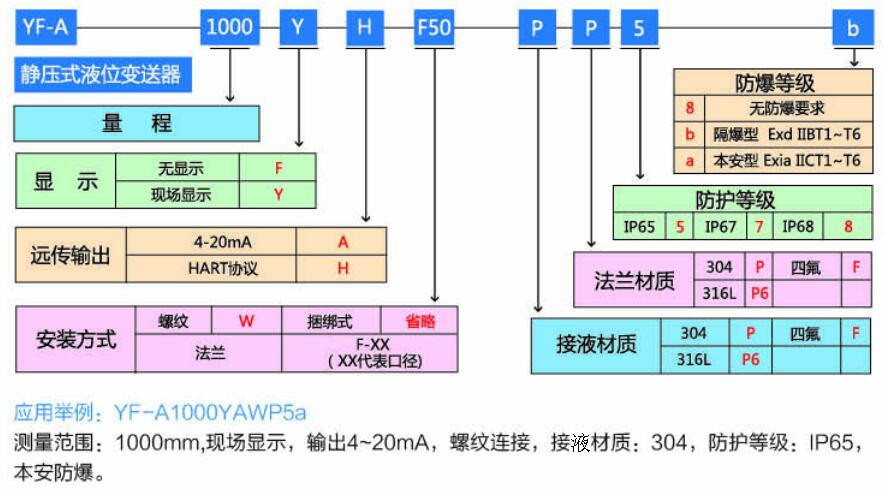 YF-A 1000 Y H F50 P P 5 b
静压式液位变送器
防爆等级
8 无防爆要求
b 隔爆型 Exd IIBT1~T6
a 本安型 Exia IICT1~T6
量 程
显 示
无显示 F
现场显示 Y
防护等级
IP65 5 IP67 7 IP68 8
远传输出
4-20mA A
HART协议 H
法兰材质
304 P 四氟 F
316L P6
安装方式
螺纹 W 捆绑式 省略
法兰 F-XX
(XX代表口径)
接液材质
304 P 四氟 F
316L P6
应用举例：YF-A1000YAWP5a
测量范围：1000mm,现场显示，输出4~20mA，螺纹连接，接液材质：304，防护等级：IP65，
本安防爆。